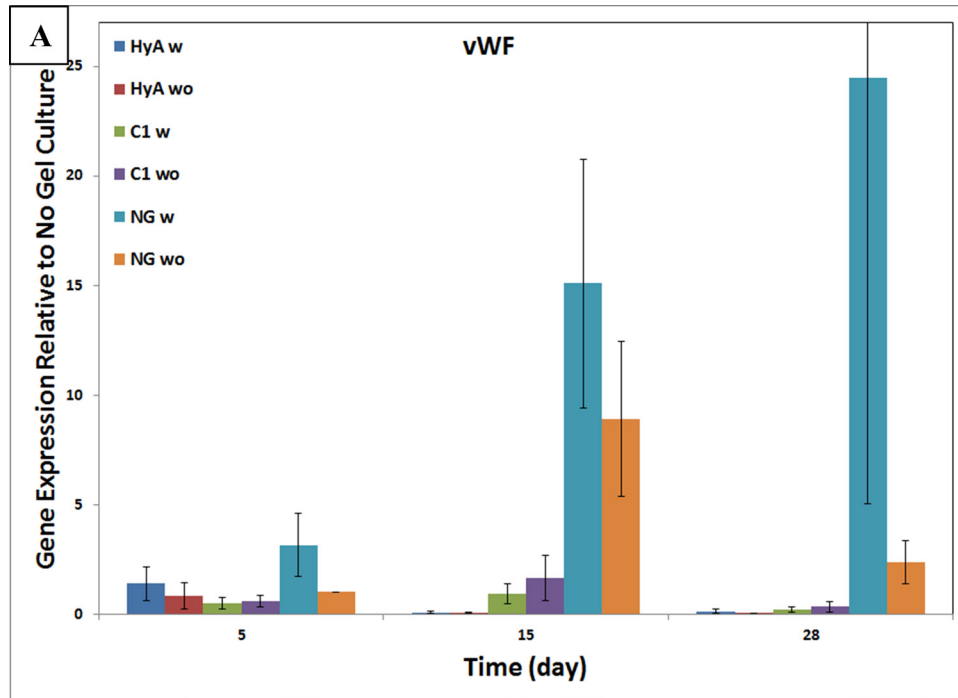 A
vWF
HyA w
HyA wo
C1 w
C1 wo
NG w
NG wo
Gene Expression Relative to No Gel Culture
25
20
15
10
5
0
5 15 28
Time (day)